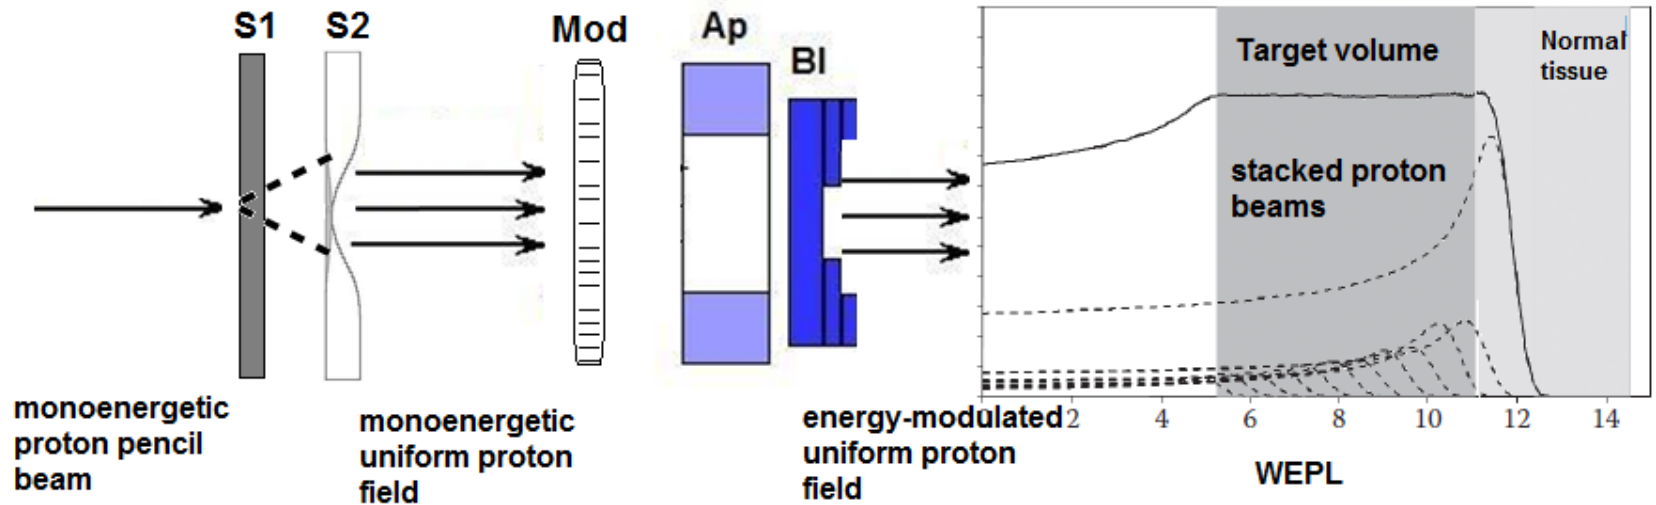 S1
S2
Mod
Ap
Bl
Target volume
Normal
tissue
stacked proton
beams
monoenergetic
proton pencil
beam
monoenergetic
uniform proton
field
energy-modulated
uniform proton
field
2 4 6 8 10 12 14
WEPL